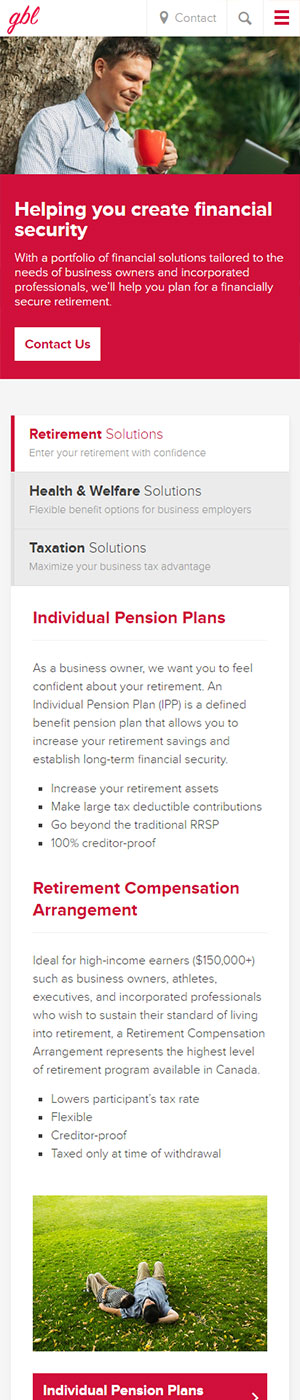 gbl
Contact
Helping you create financial
security
With a portfolio of financial solutions tailored to the
needs of business owners and incorporated
professionals, we'll help you plan for a financially
secure retirement.
Contact Us
Retirement Solutions
Enter your retirement with confidence
Health & Welfare Solutions
Flexible benefit options for business employers
Taxation Solutions
Maximize your business tax advantage
Individual Pension Plans
As a business owner, we want you to feel
confident about your retirement. An
Individual Pension Plan (IPP) is a defined
benefit pension plan that allows you to
increase your retirement savings and
establish long-term financial security.
Increase your retirement assets
Make large tax deductible contributions
Go beyond the traditional RRSP
100% creditor-proof
Retirement Compensation
Arrangement
Ideal for high-income earners ($150,000+)
such as business owners, athletes,
executives, and incorporated professionals
who wish to sustain their standard of living
into retirement, a Retirement Compensation
Arrangement represents the highest level
of retirement program available in Canada.
Lowers participant's tax rate
Flexible
Creditor-proof
Taxed only at time of withdrawal
Individual Pension Plans